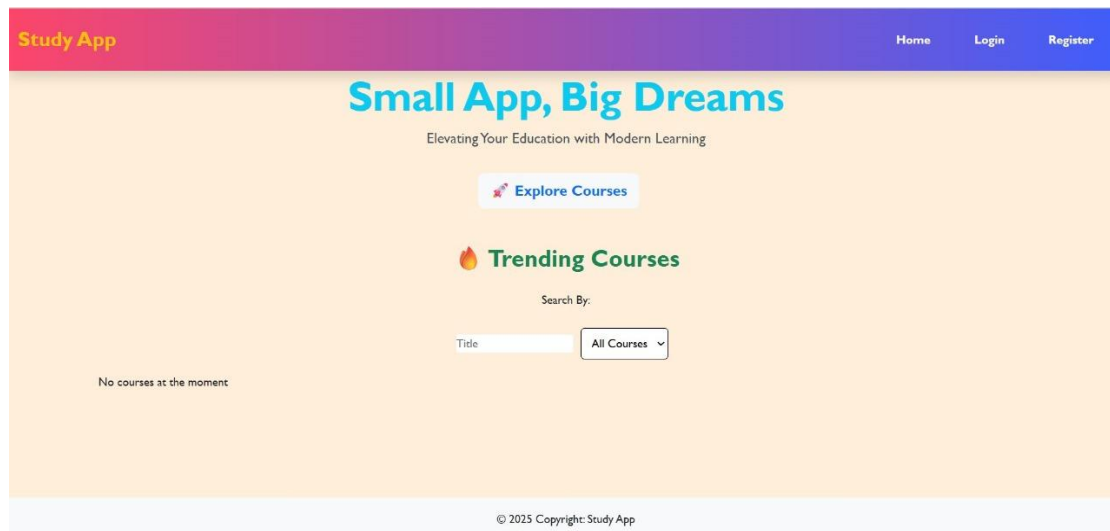 Study App
Home Login Register
Small App, Big Dreams
Elevating Your Education with Modern Learning
🚀 Explore Courses
🔥 Trending Courses
Search By:
Title All Courses
No courses at the moment
© 2025 Copyright: Study App